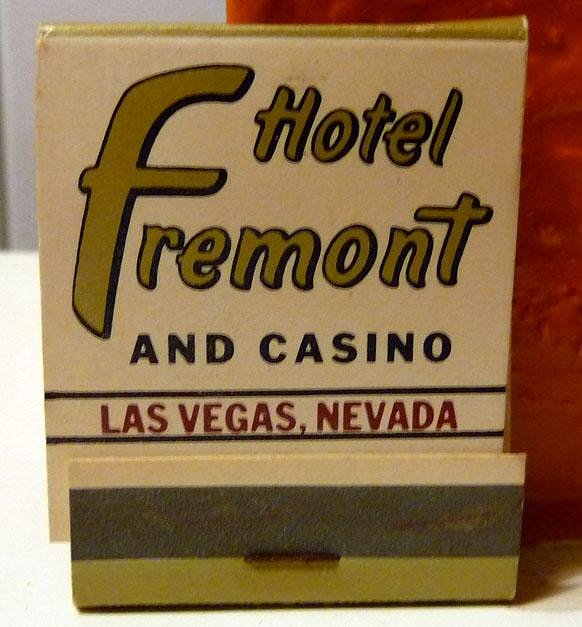 Hotel
Fremont
AND CASINO
LAS VEGAS, NEVADA